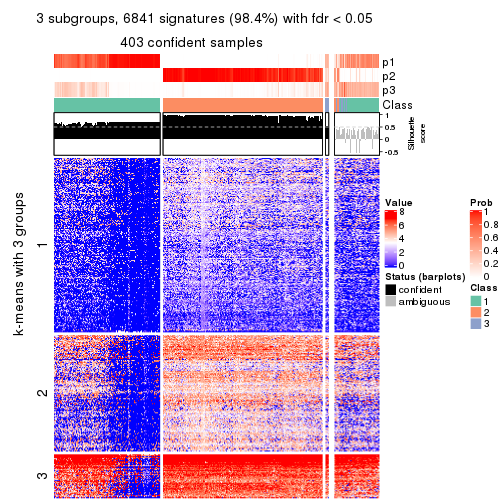 3 subgroups, 6841 signatures (98.4%) with fdr < 0.05
403 confident samples
p1
p2
p3
Class
1
0.5
0
-0.5
Silhouette
score
k-means with 3 groups
1
2
3
Value
8
6
4
2
0
Status (barplots)
confident
ambiguous
Prob
1
0.8
0.6
0.4
0.2
0
Class
1
2
3